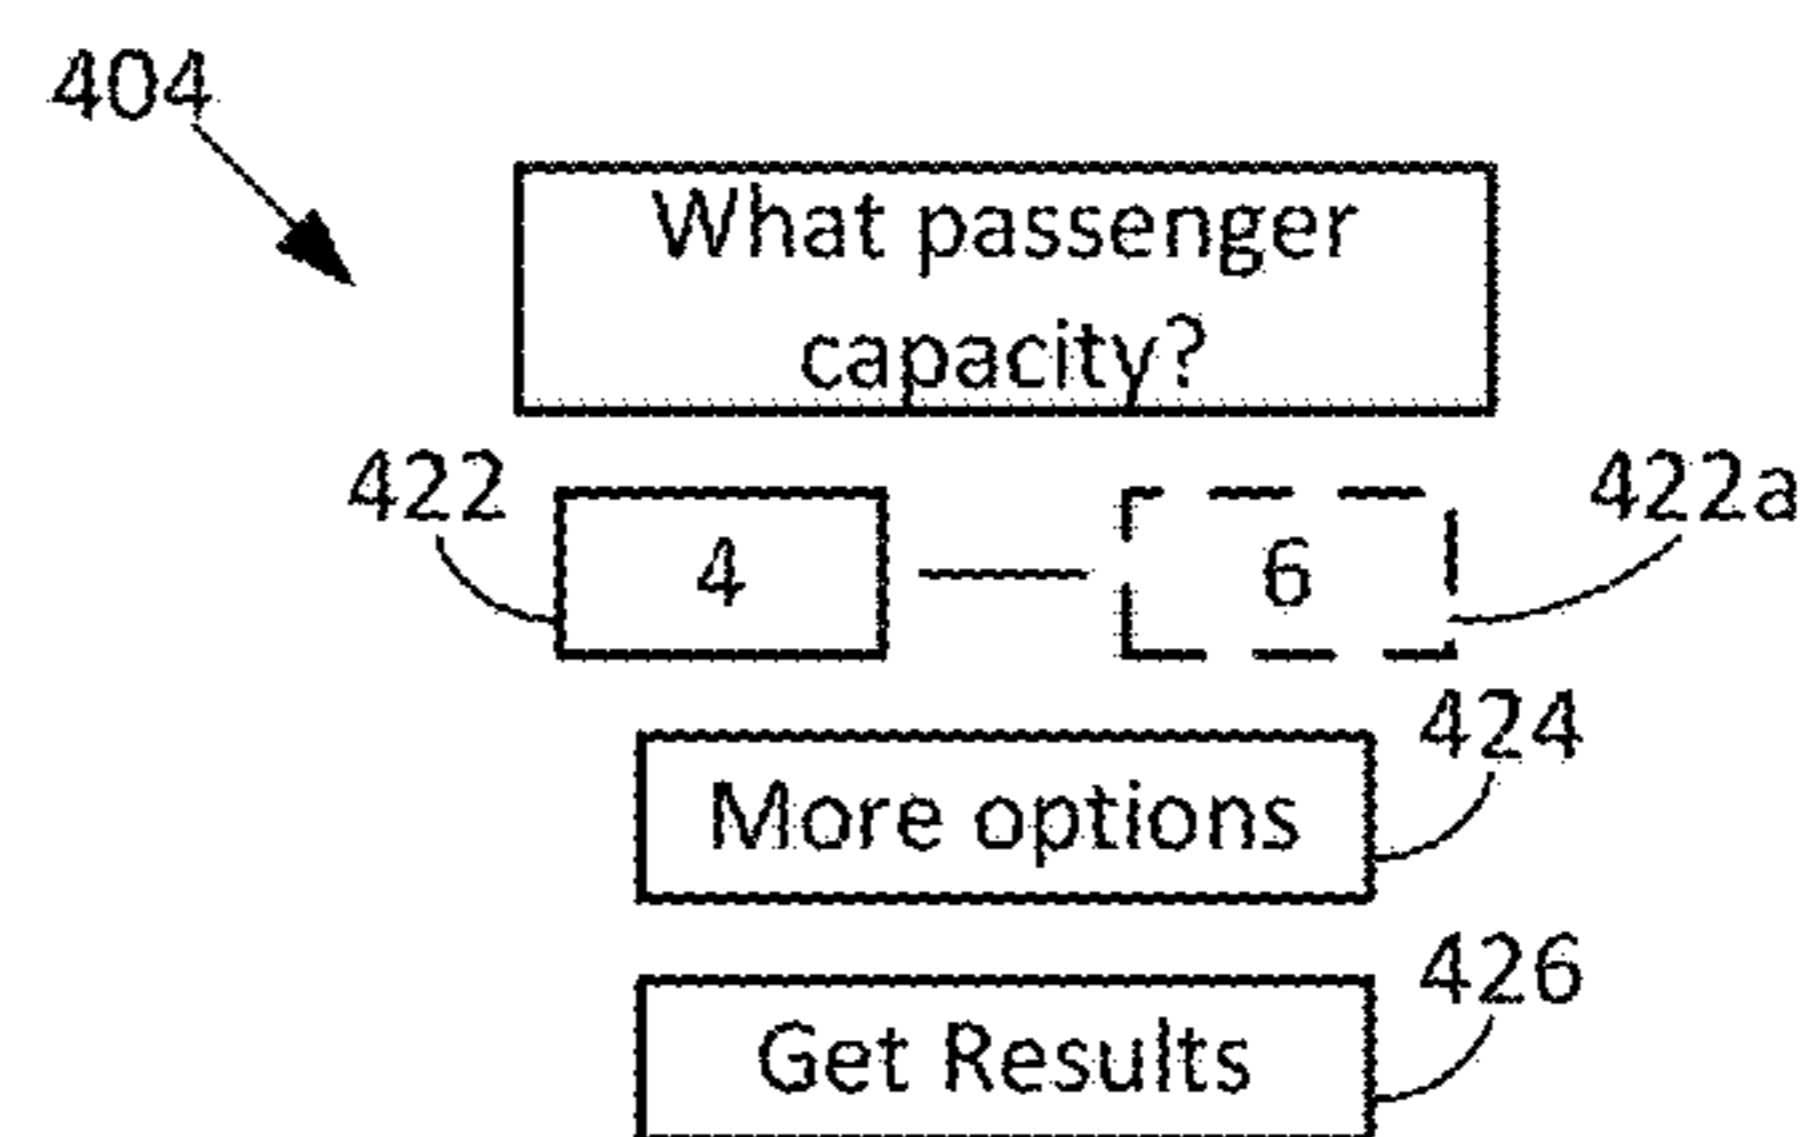 404
What passenger
capacity?
422
4
6
422a
More options
424
Get Results
426